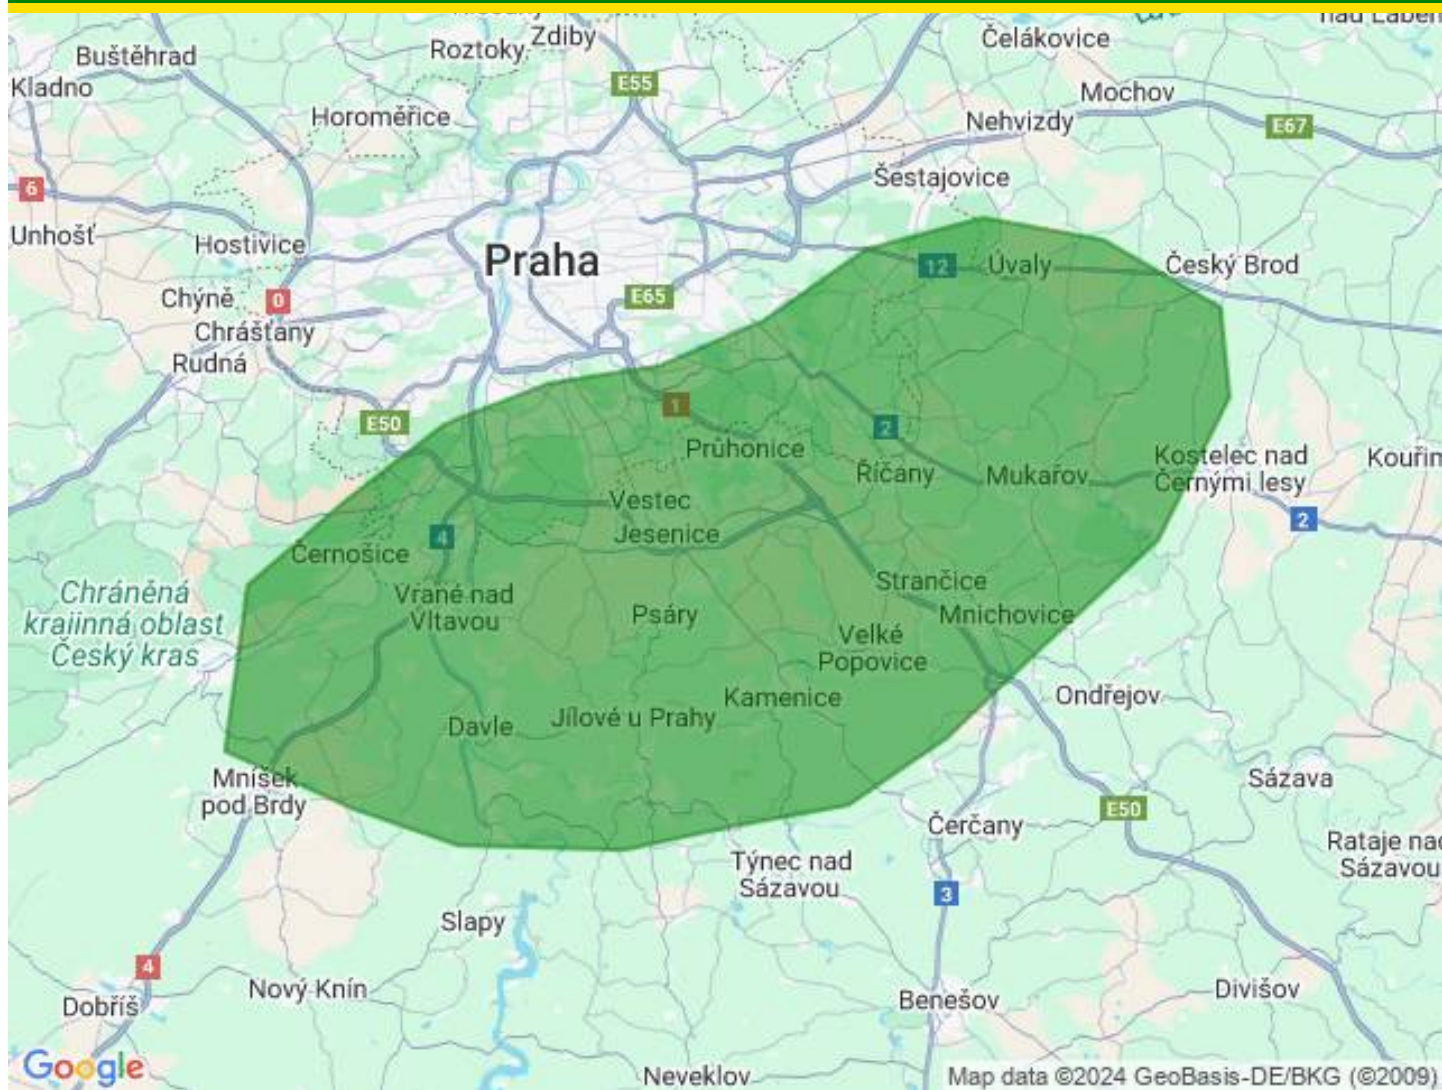 Zdiby
Roztoky
Čelákovice
Buštěhrad
Kladno
E55
Mochov
Horoměřice
Nehvizdy
E67
6
Šestajovice
Unhošť
Hostivice
Praha
12
Úvaly
Český Brod
Chýně
0
E65
Chrášťany
Rudná
1
E50
2
Průhonice
Říčany
Mukařov
Kostelec nad
Černými lesy
Kouřim
Vestec
2
Jesenice
4
Černošice
Chráněná
krajinná oblast
Český kras
Vrané nad
Vltavou
Strančice
Psáry
Mnichovice
Velké
Popovice
Kamenice
Ondřejov
Davle
Jílové u Prahy
Mníšek
pod Brdy
Sázava
E50
Čerčany
Rataje nad
Sázavou
Týnec nad
Sázavou
3
Slapy
4
Nový Knín
Divišov
Dobříš
Benešov
Google
Neveklov
Map data ©2024 GeoBasis-DE/BKG (©2009)